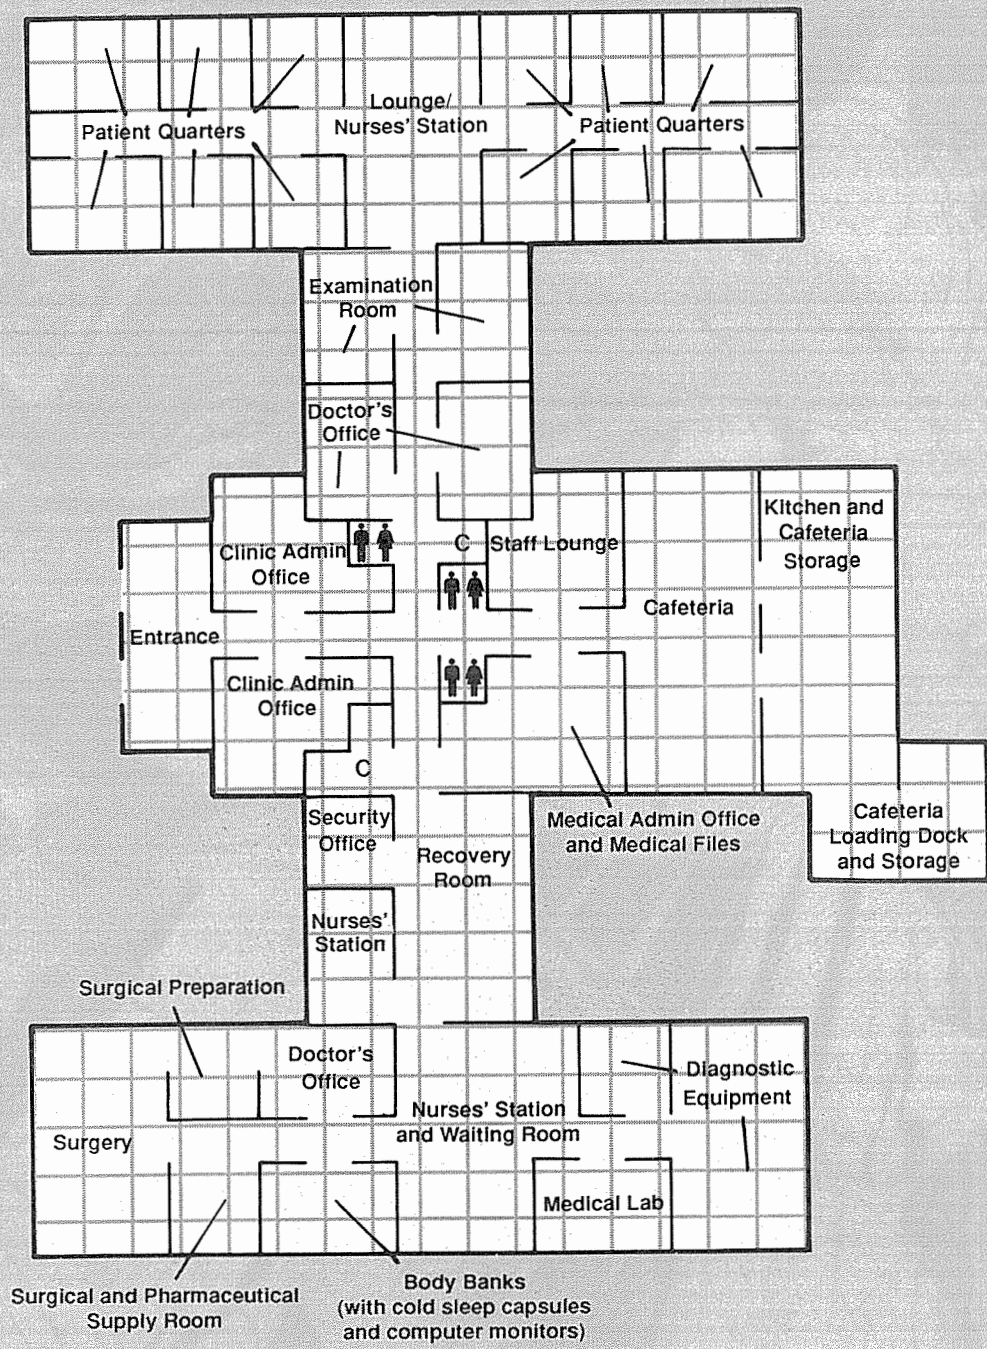 Lounge/
Nurses' Station
Patient Quarters
Patient Quarters
Examination
Room
Doctor's
Office
Kitchen and
Cafeteria
Storage
C
Staff Lounge
Clinic Admin
Office
Cafeteria
Entrance
Clinic Admin
Office
C
Security
Office
Medical Admin Office
and Medical Files
Cafeteria
Loading Dock
and Storage
Recovery
Room
Nurses'
Station
Surgical Preparation
Doctor's
Office
Diagnostic
Equipment
Nurses' Station
and Waiting Room
Surgery
Medical Lab
Surgical and Pharmaceutical
Supply Room
Body Banks
(with cold sleep capsules
and computer monitors)